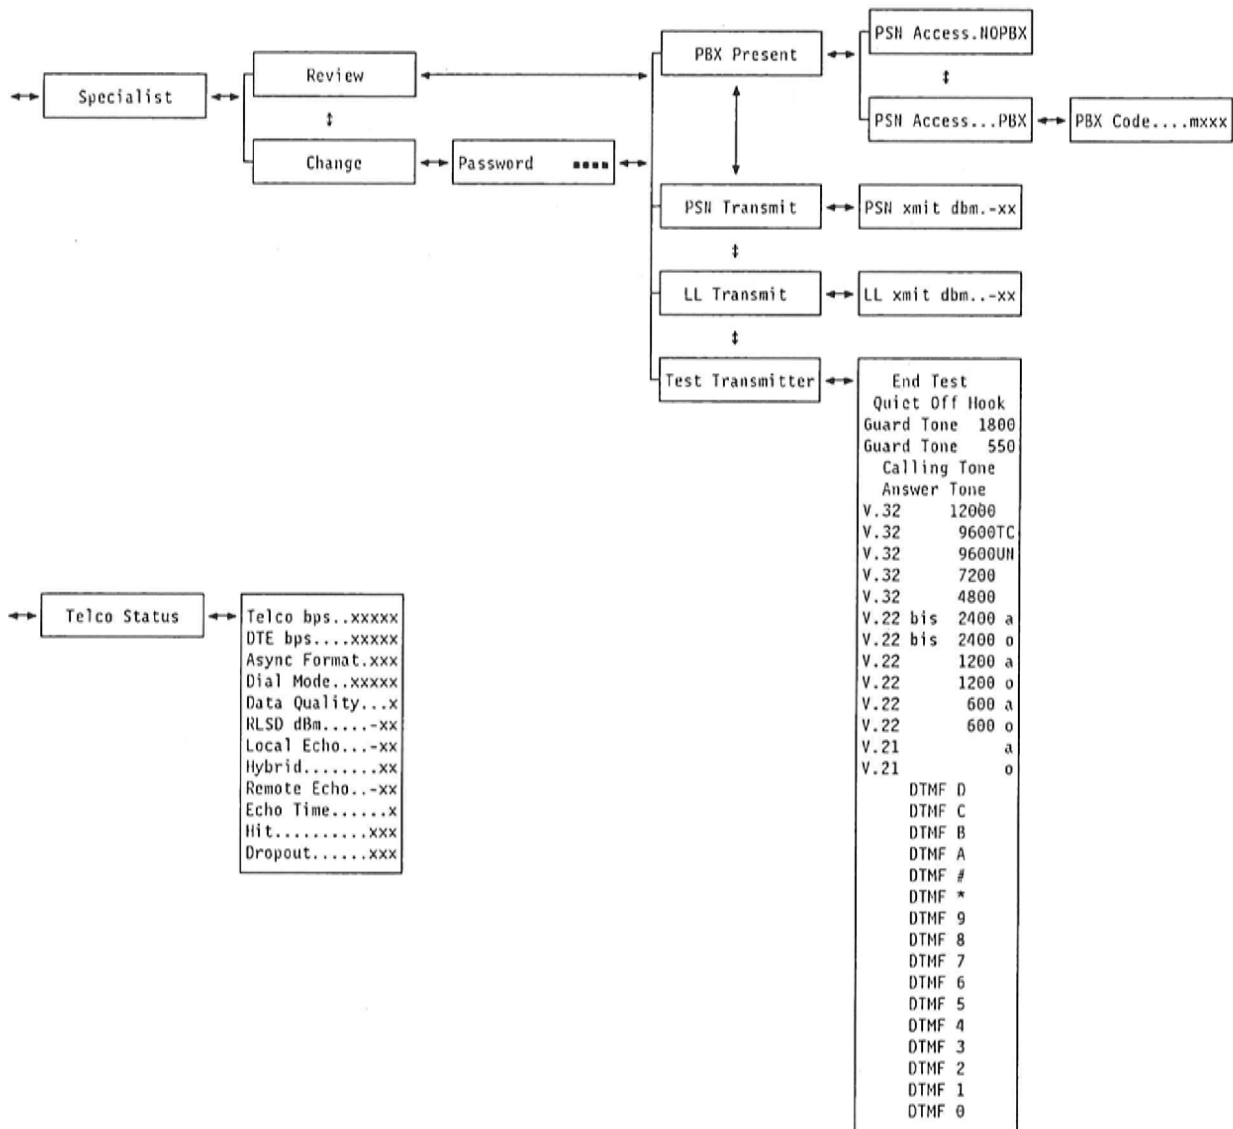 PSN Access.NOPBX
PBX Present
Review
Specialist
PSN Access...PBX
PBX Code....mxxx
Change
Password ▪▪▪▪
PSN Transmit
PSN xmit dbm.-xx
LL Transmit
LL xmit dbm..-xx
Test Transmitter
End Test
Quiet Off Hook
Guard Tone 1800
Guard Tone 550
Calling Tone
Answer Tone
V.32 12000
V.32 9600TC
V.32 9600UN
V.32 7200
V.32 4800
V.22 bis 2400 a
V.22 bis 2400 o
V.22 1200 a
V.22 1200 o
V.22 600 a
V.22 600 o
V.21 a
V.21 o
DTMF D
DTMF C
DTMF B
DTMF A
DTMF #
DTMF *
DTMF 9
DTMF 8
DTMF 7
DTMF 6
DTMF 5
DTMF 4
DTMF 3
DTMF 2
DTMF 1
DTMF 0
Telco Status
Telco bps..xxxxx
DTE bps....xxxxx
Async Format.xxx
Dial Mode..xxxxx
Data Quality...x
RLSD dBm.....-xx
Local Echo...-xx
Hybrid........xx
Remote Echo..-xx
Echo Time......x
Hit..........xxx
Dropout......xxx